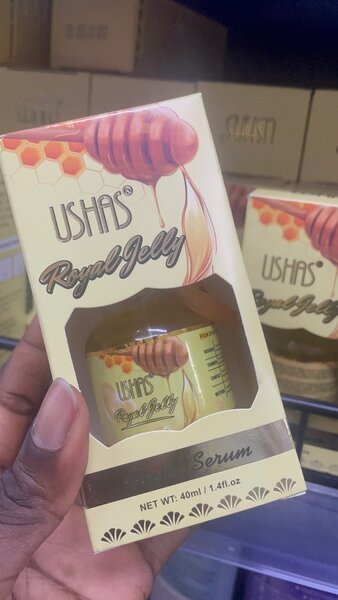 USHAS®
Royal Jelly
USHAS®
Royal Jelly
Serum
NET WT: 40ml / 1.4fl.oz
USHAS®
Royal Jelly